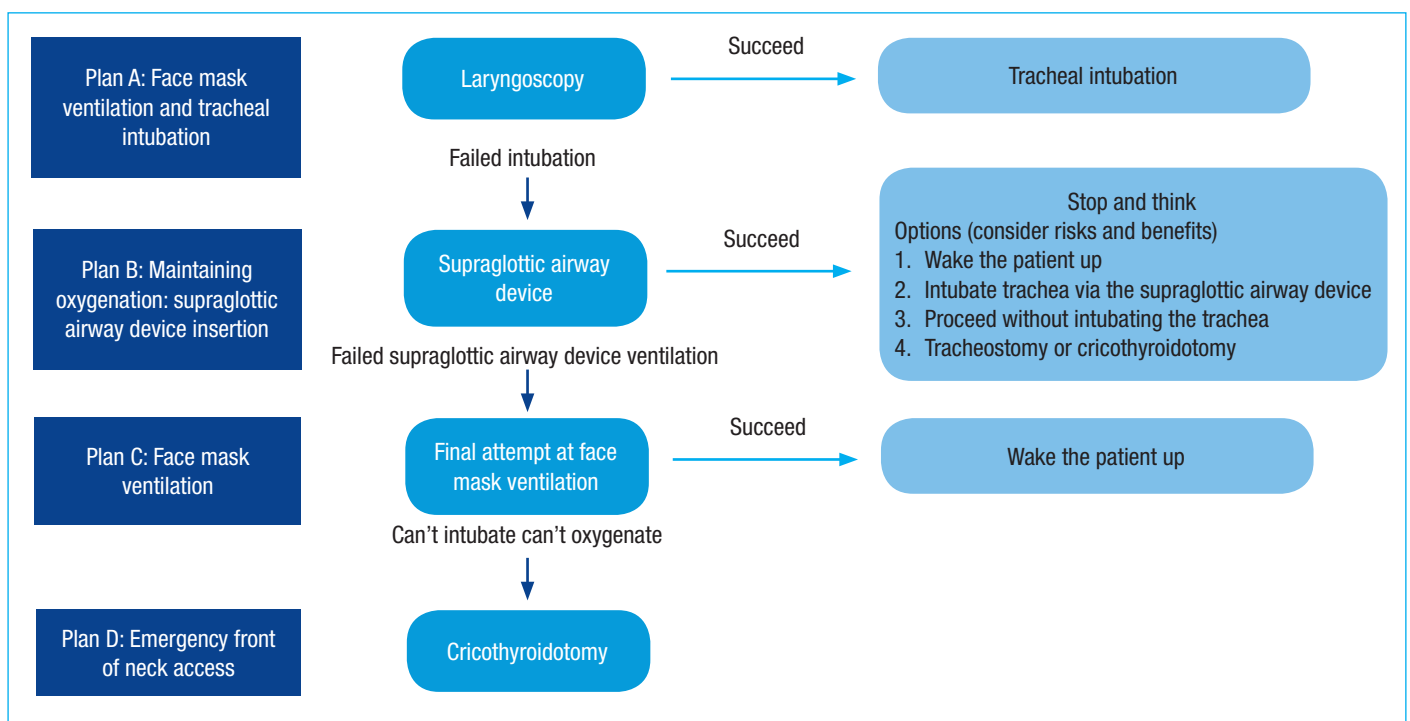 Plan A: Face mask
ventilation and tracheal
intubation
Laryngoscopy
Succeed
Tracheal intubation
Failed intubation
Plan B: Maintaining
oxygenation: supraglottic
airway device insertion
Supraglottic airway
device
Succeed
Stop and think
Options (consider risks and benefits)
1. Wake the patient up
2. Intubate trachea via the supraglottic airway device
3. Proceed without intubating the trachea
4. Tracheostomy or cricothyroidotomy
Failed supraglottic airway device ventilation
Plan C: Face mask
ventilation
Final attempt at face
mask ventilation
Succeed
Wake the patient up
Can't intubate can't oxygenate
Plan D: Emergency front
of neck access
Cricothyroidotomy